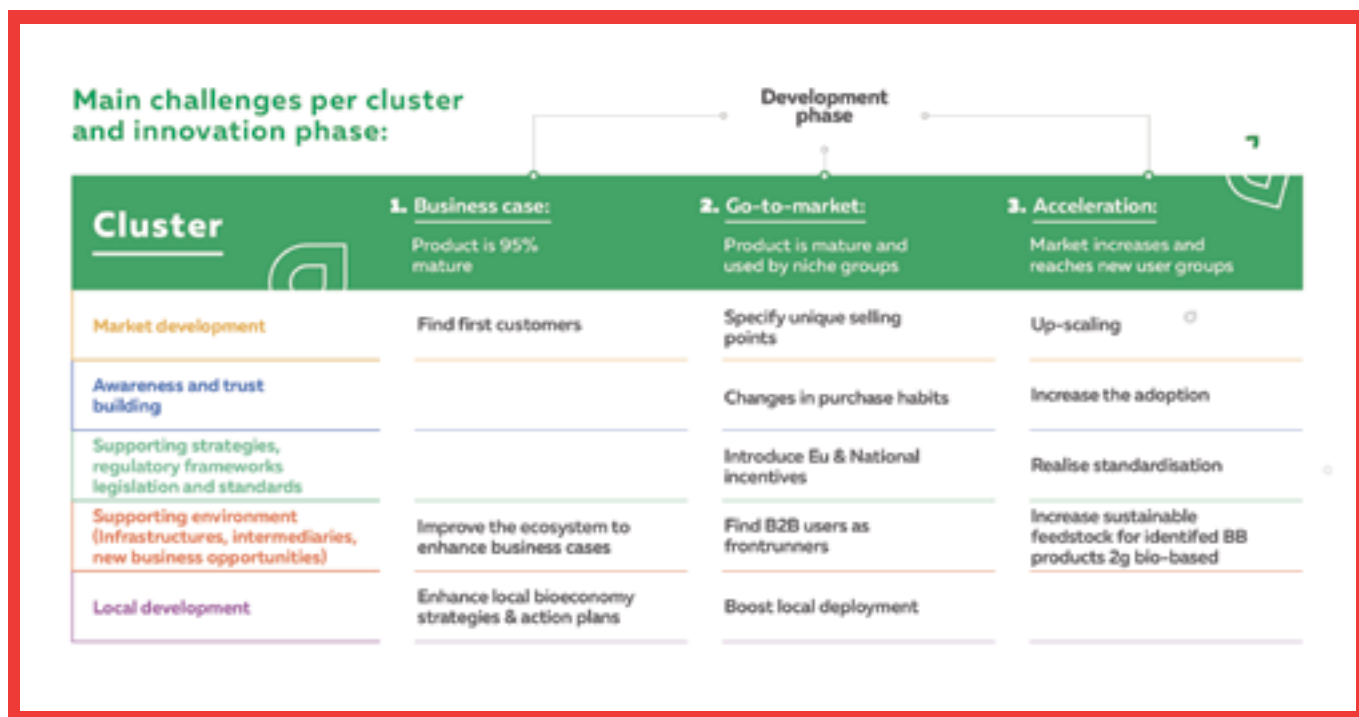 Main challenges per cluster
and innovation phase:
Development
phase
Cluster
1. Business case:
Product is 95%
mature
2. Go-to-market:
Product is mature and
used by niche groups
3. Acceleration:
Market increases and
reaches new user groups
Market development
Find first customers
Specify unique selling
points
Up-scaling
Awareness and trust
building
Changes in purchase habits
Increase the adoption
Supporting strategies,
regulatory frameworks
legislation and standards
Introduce Eu & National
incentives
Realise standardisation
Supporting environment
(Infrastructures, intermediaries,
new business opportunities)
Improve the ecosystem to
enhance business cases
Find B2B users as
frontrunners
Increase sustainable
feedstock for identifed BB
products 2g bio-based
Local development
Enhance local bioeconomy
strategies & action plans
Boost local deployment